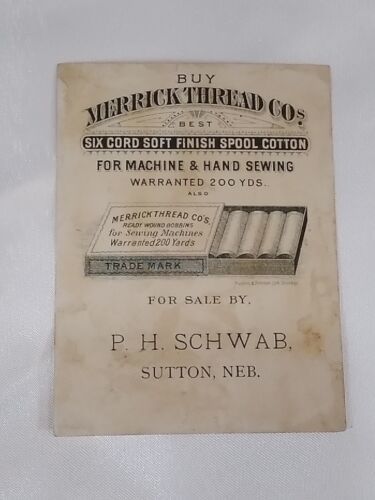 BUY
MERRICK THREAD COS.
BEST
SIX CORD SOFT FINISH SPOOL COTTON
FOR MACHINE & HAND SEWING
WARRANTED 200 YDS.
ALSO
MERRICK THREAD CO'S.
READY WOUND BOBBINS
for Sewing Machines
Warranted 200 Yards
TRADE MARK
FOR SALE BY,
P. H. SCHWAB,
SUTTON, NEB.